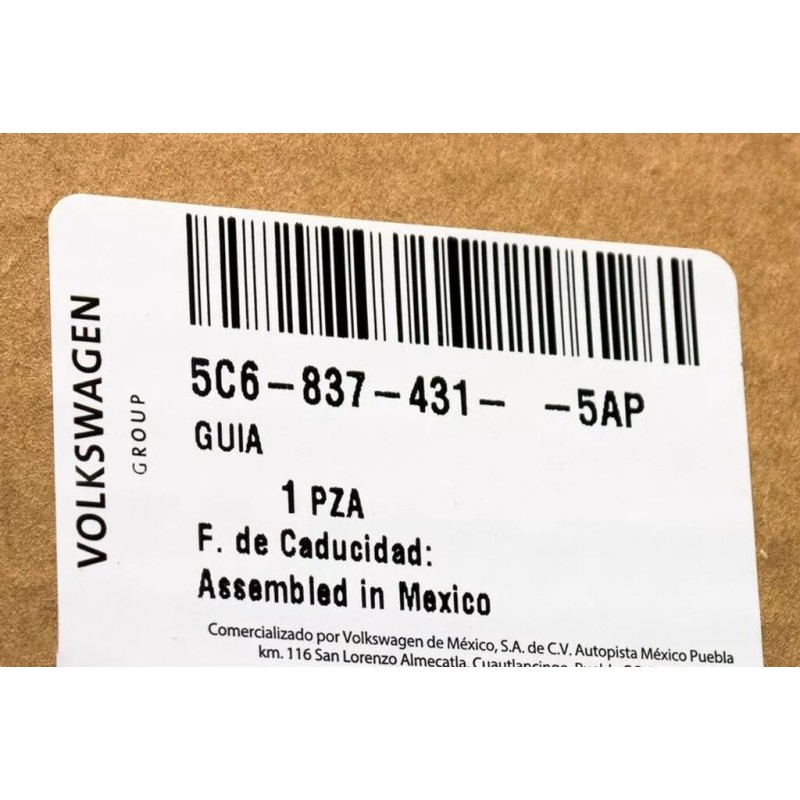 VOLKSWAGEN
GROUP
5C6-837-431- -5AP
GUIA
1 PZA
F. de Caducidad:
Assembled in Mexico
Comercializado por Volkswagen de México, S.A. de C.V. Autopista México Puebla
km. 116 San Lorenzo Almecatla, Cuautlancingo,